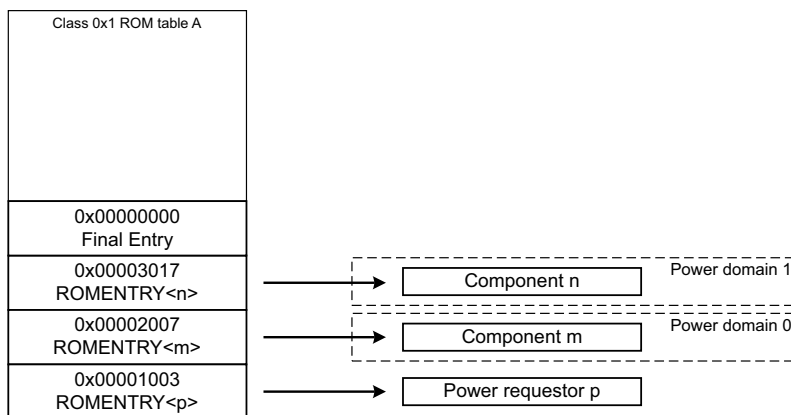 Class 0x1 ROM table A
0x00000000
Final Entry
0x00003017
ROMENTRY<n>
Component n
Power domain 1
0x00002007
ROMENTRY<m>
Component m
Power domain 0
0x00001003
ROMENTRY<p>
Power requestor p